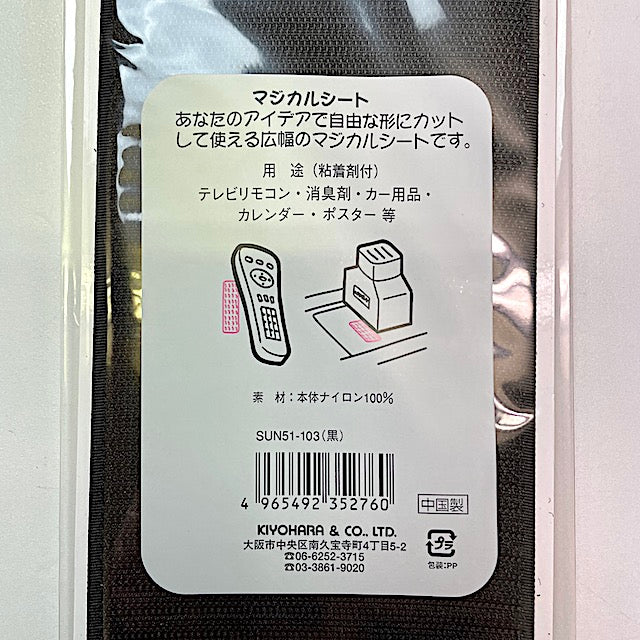 マジカルシート
あなたのアイデアで自由な形にカット
して使える広幅のマジカルシートです。
用　途（粘着剤付）
テレビリモコン・消臭剤・カー用品・
カレンダー・ポスター 等
素　材：本体ナイロン100%
SUN51-103（黒）
4 965492 352760
中国製
KIYOHARA & CO., LTD.
大阪市中央区南久宝寺町4丁目5-2
☎06-6252-3715
☎03-3861-9020
プラ
包装：PP